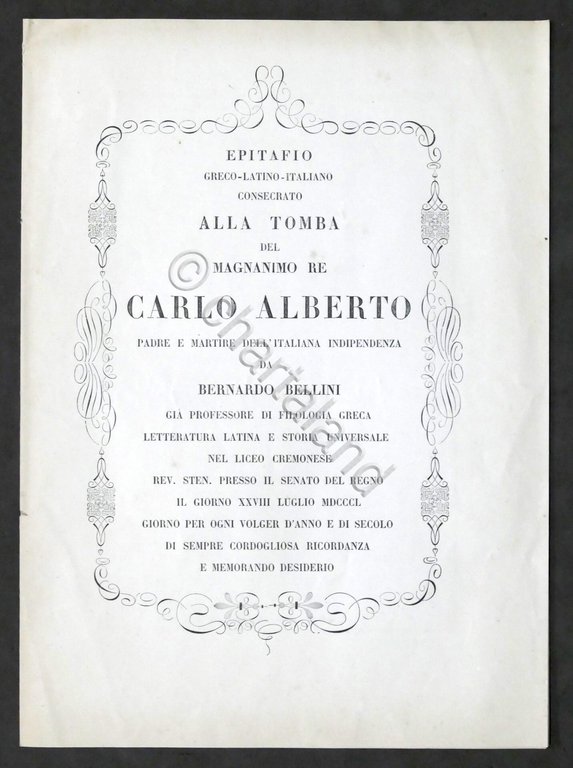 EPITAFIO
GRECO-LATINO-ITALIANO
CONSECRATO
ALLA TOMBA
DEL
MAGNANIMO RE
CARLO ALBERTO
PADRE E MARTIRE DELL'ITALIANA INDIPENDENZA
DA
BERNARDO BELLINI
GIÀ PROFESSORE DI FILOLOGIA GRECA
LETTERATURA LATINA E STORIA UNIVERSALE
NEL LICEO CREMONESE
REV. STEN. PRESSO IL SENATO DEL REGNO
IL GIORNO XXVIII LUGLIO MDCCCL
GIORNO PER OGNI VOLGER D'ANNO E DI SECOLO
DI SEMPRE CORDOGLIOSA RICORDANZA
E MEMORANDO DESIDERIO
© chartaland